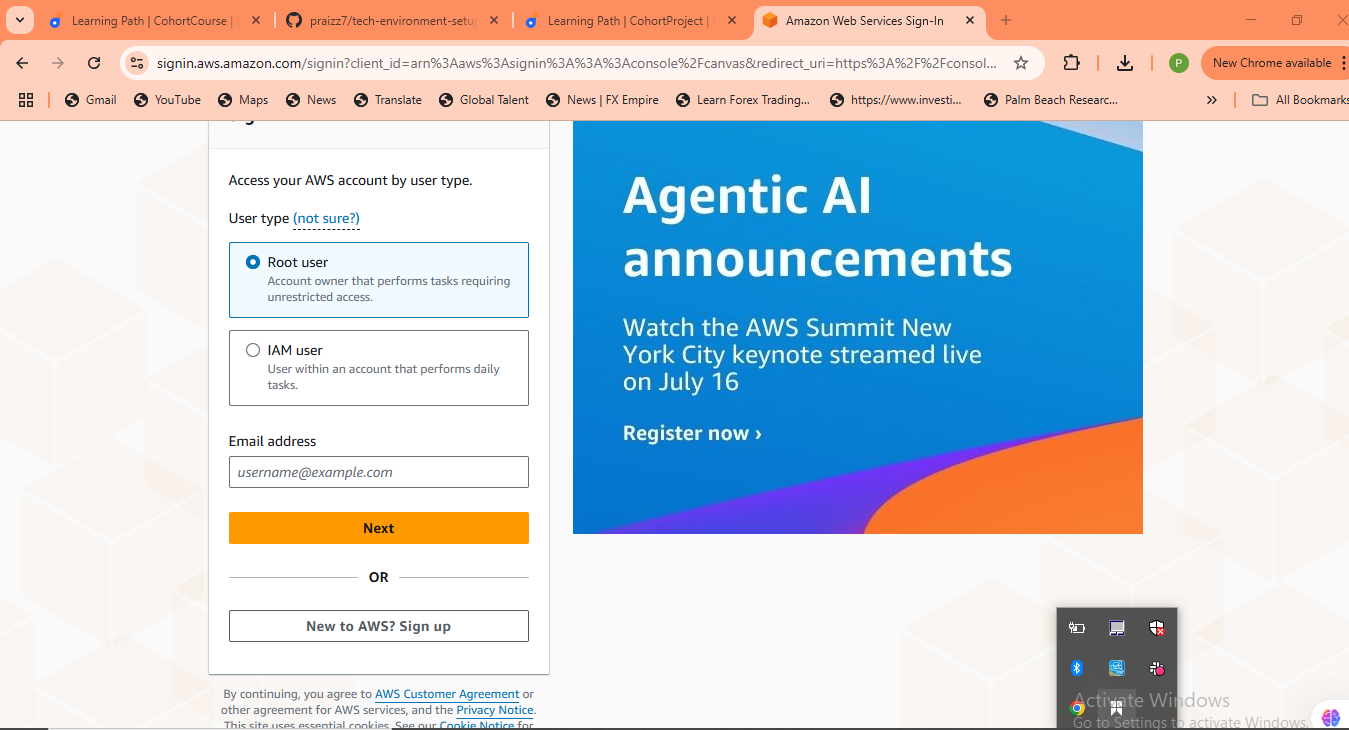 Learning Path | CohortCourse |
praizz7/tech-environment-setu
Learning Path | CohortProject |
Amazon Web Services Sign-In
signin.aws.amazon.com/signin?client_id=arn%3Aaws%3Asignin%3A%3A%3Aconsole%2Fcanvas&redirect_uri=https%3A%2F%2Fconsol...
P
New Chrome available
Gmail
YouTube
Maps
News
Translate
Global Talent
News | FX Empire
Learn Forex Trading...
https://www.investi...
Palm Beach Researc...
»
All Bookmarks
Access your AWS account by user type.
User type (not sure?)
Root user
Account owner that performs tasks requiring
unrestricted access.
IAM user
User within an account that performs daily
tasks.
Email address
username@example.com
Next
OR
New to AWS? Sign up
By continuing, you agree to AWS Customer Agreement or
other agreement for AWS services, and the Privacy Notice.
This site uses essential cookies. See our Cookie Notice for
Agentic AI
announcements
Watch the AWS Summit New
York City keynote streamed live
on July 16
Register now ›
Activate Windows
Go to Settings to activate Windows.